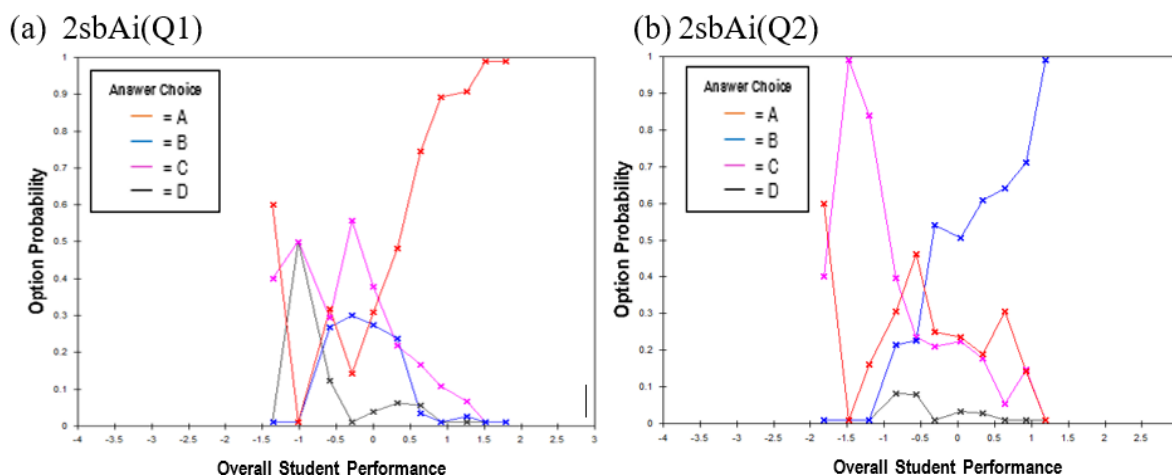 (a) 2sbAi(Q1)
Option Probability
1
0.9
0.8
0.7
0.6
0.5
0.4
0.3
0.2
0.1
0
Answer Choice
= A
= B
= C
= D
-4 -3.5 -3 -2.5 -2 -1.5 -1 -0.5 0 0.5 1 1.5 2 2.5 3
Overall Student Performance
(b) 2sbAi(Q2)
Option Probability
1
0.9
0.8
0.7
0.6
0.5
0.4
0.3
0.2
0.1
0
Answer Choice
= A
= B
= C
= D
-4 -3.5 -3 -2.5 -2 -1.5 -1 -0.5 0 0.5 1 1.5 2 2.5
Overall Student Performance